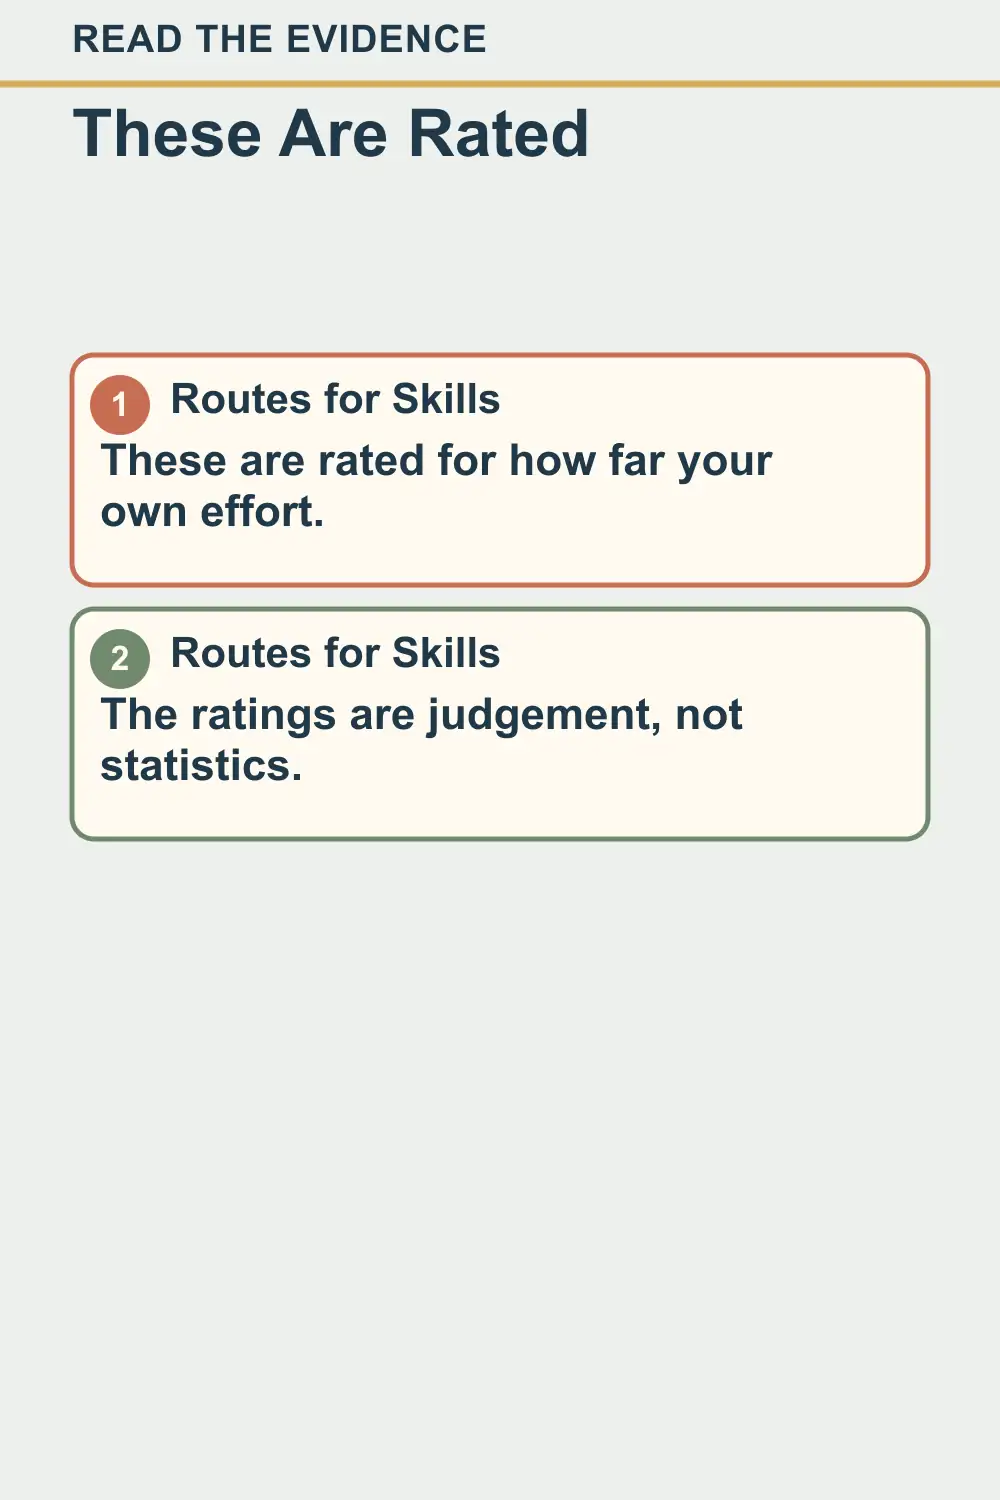 READ THE EVIDENCE
These Are Rated
1 Routes for Skills
These are rated for how far your
own effort.
2 Routes for Skills
The ratings are judgement, not
statistics.